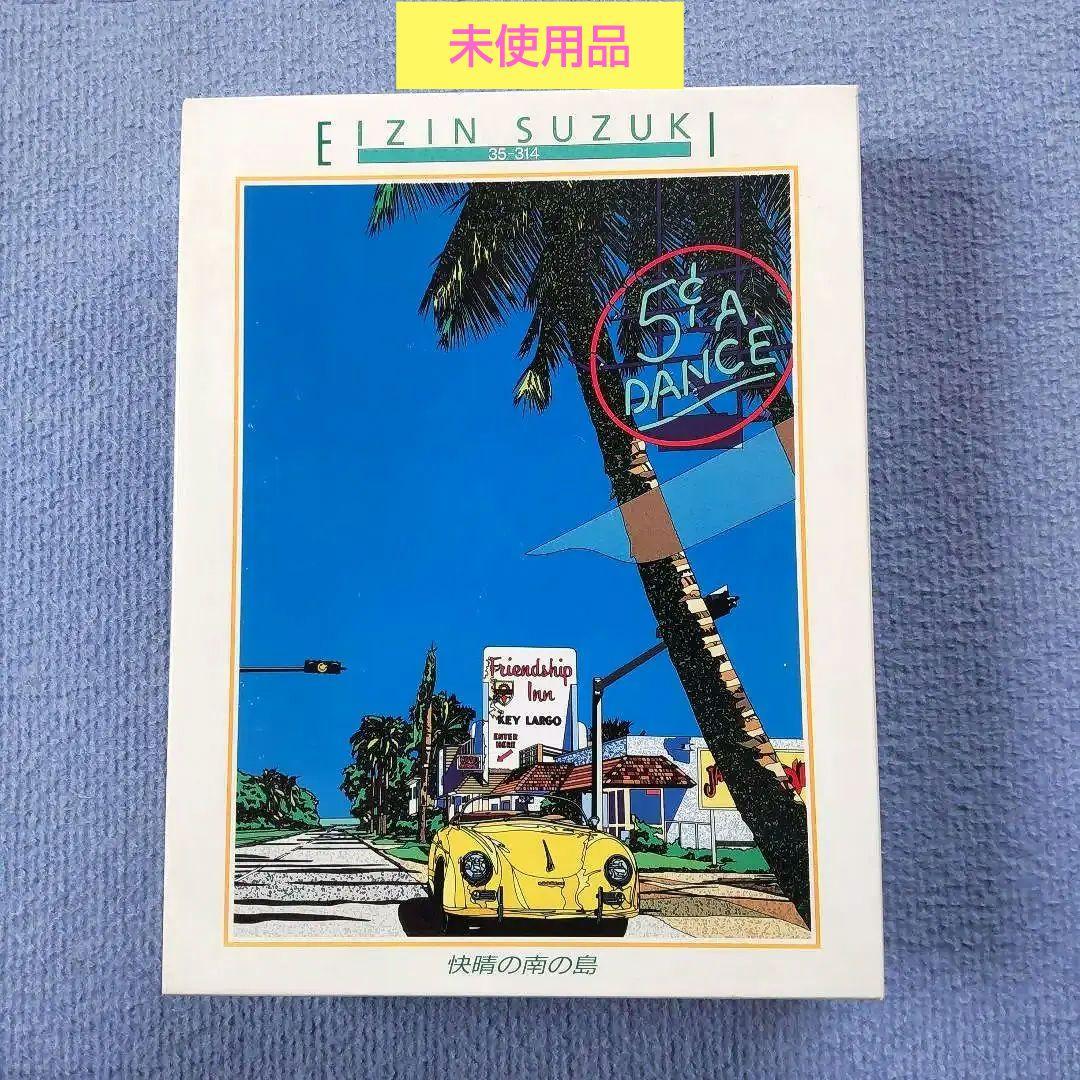 未使用品
EIZIN SUZUKI
35-314
5¢ A
DANCE
Friendship
Inn
KEY LARGO
ENTER
HERE
快晴の南の島